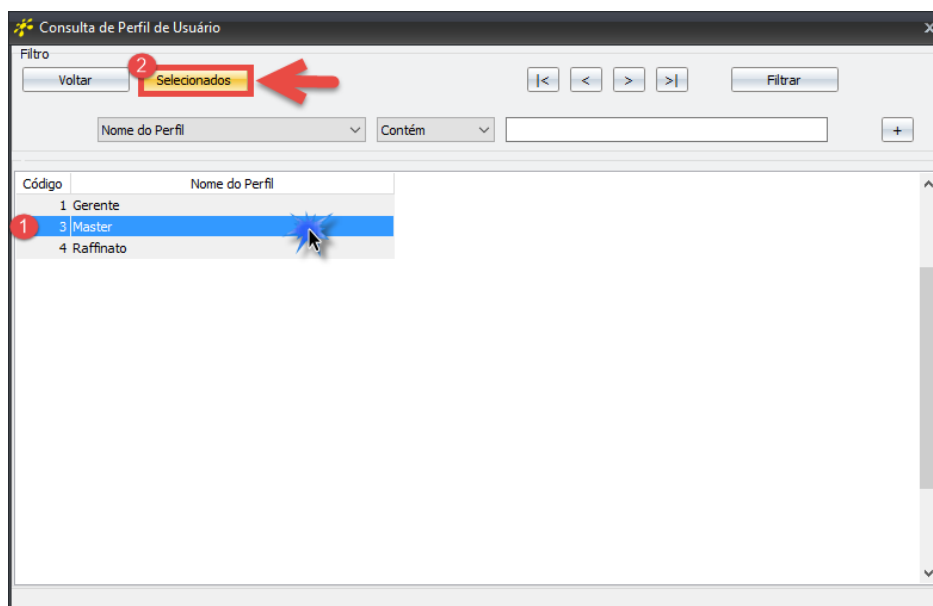 Consulta de Perfil de Usuário x
Filtro
Voltar 2 Selecionados |< < > >| Filtrar
Nome do Perfil Contém +
Código Nome do Perfil
1 Gerente
1 3 Master
4 Raffinato